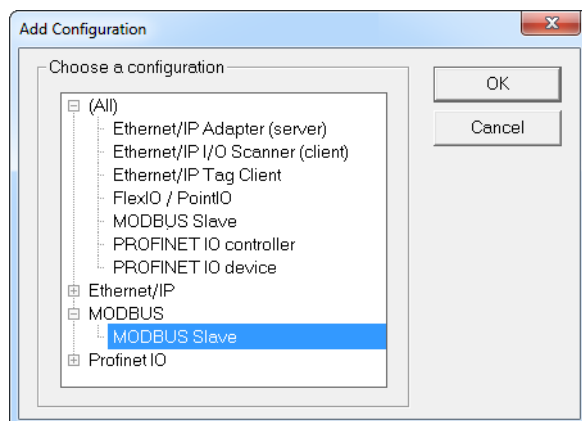 Add Configuration
Choose a configuration
OK
Cancel
(All)
Ethernet/IP Adapter (server)
Ethernet/IP I/O Scanner (client)
Ethernet/IP Tag Client
FlexIO / PointIO
MODBUS Slave
PROFINET IO controller
PROFINET IO device
Ethernet/IP
MODBUS
MODBUS Slave
Profinet IO